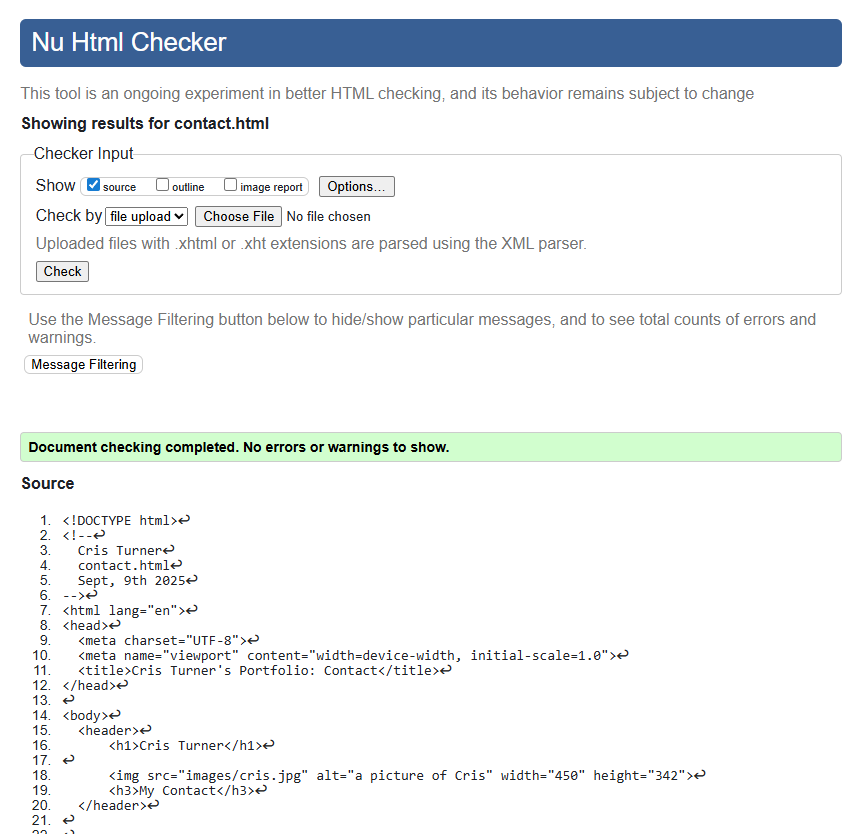 Nu Html Checker
This tool is an ongoing experiment in better HTML checking, and its behavior remains subject to change
Showing results for contact.html
Checker Input
Show source outline image report Options...
Check by file upload Choose File No file chosen
Uploaded files with .xhtml or .xht extensions are parsed using the XML parser.
Check
Use the Message Filtering button below to hide/show particular messages, and to see total counts of errors and
warnings.
Message Filtering
Document checking completed. No errors or warnings to show.
Source
1. <!DOCTYPE html>↩
2. <!--↩
3.   Cris Turner↩
4.   contact.html↩
5.   Sept, 9th 2025↩
6. -->↩
7. <html lang="en">↩
8. <head>↩
9.   <meta charset="UTF-8">↩
10.   <meta name="viewport" content="width=device-width, initial-scale=1.0">↩
11.   <title>Cris Turner's Portfolio: Contact</title>↩
12. </head>↩
13. ↩
14. <body>↩
15.   <header>↩
16.       <h1>Cris Turner</h1>↩
17. ↩
18.       <img src="images/cris.jpg" alt="a picture of Cris" width="450" height="342">↩
19.       <h3>My Contact</h3>↩
20.   </header>↩
21. ↩